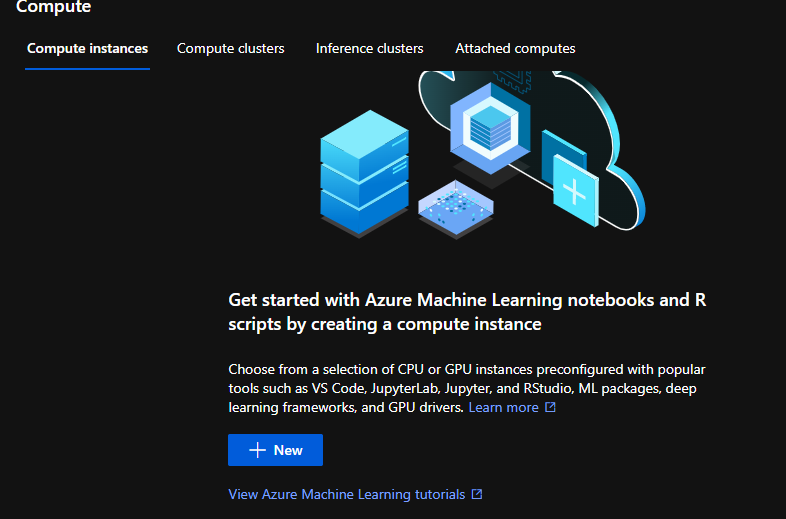 Compute
Compute instances
Compute clusters
Inference clusters
Attached computes
Get started with Azure Machine Learning notebooks and R
scripts by creating a compute instance
Choose from a selection of CPU or GPU instances preconfigured with popular
tools such as VS Code, JupyterLab, Jupyter, and RStudio, ML packages, deep
learning frameworks, and GPU drivers. Learn more
New
View Azure Machine Learning tutorials